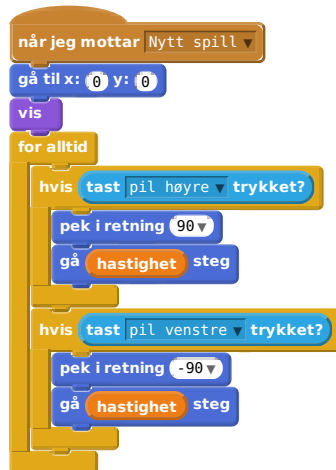 når jeg mottar Nytt spill
gå til x: 0 y: 0
vis
for alltid
hvis tast pil høyre trykket?
pek i retning 90
gå hastighet steg
hvis tast pil venstre trykket?
pek i retning -90
gå hastighet steg